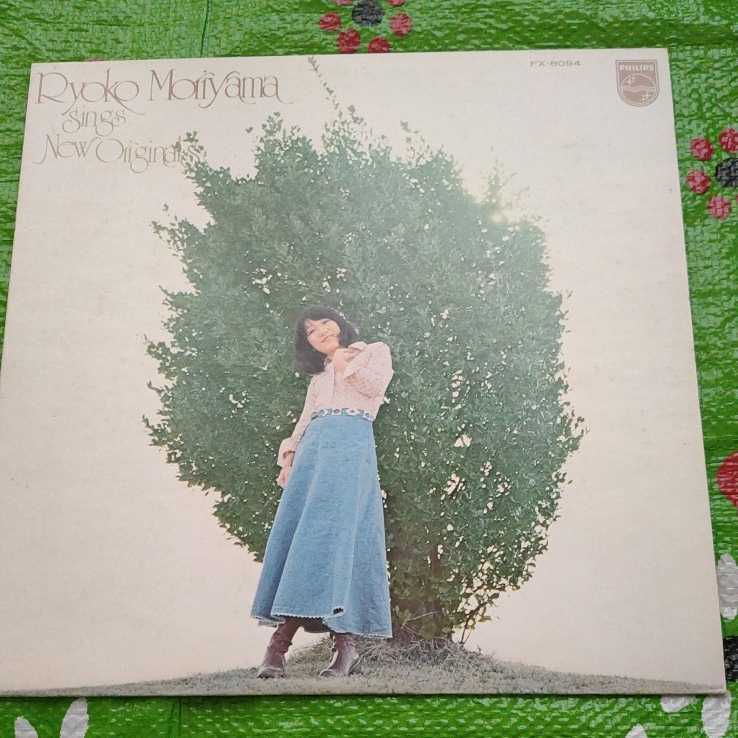 Ryoko Moriyama
Sings
New Originals
FX-8094
PHILIPS